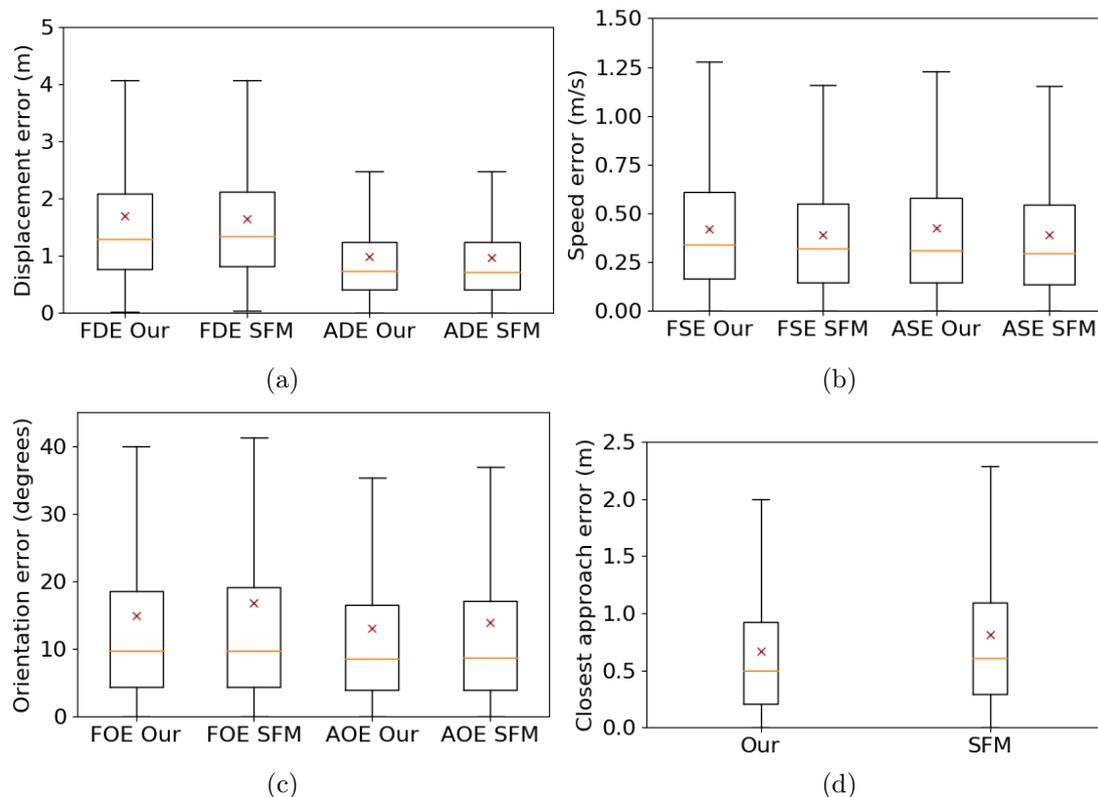 Displacement error (m)
5
4
3
2
1
0
FDE Our FDE SFM ADE Our ADE SFM
(a)
Speed error (m/s)
1.50
1.25
1.00
0.75
0.50
0.25
0.00
FSE Our FSE SFM ASE Our ASE SFM
(b)
Orientation error (degrees)
40
30
20
10
0
FOE Our FOE SFM AOE Our AOE SFM
(c)
Closest approach error (m)
2.5
2.0
1.5
1.0
0.5
0.0
Our SFM
(d)